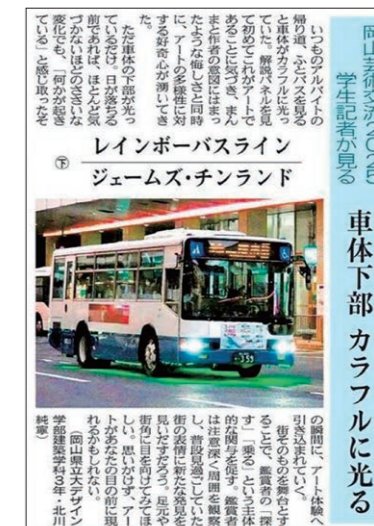 岡山芸術交流2025
学生記者が見る
車体下部 カラフルに光る
いつものアルバイトの
帰り道、ふとバスを見る
と車体がカラフルに光っ
ていた。解説パネルを見
て初めてこれがアートで
あることに気づき、まん
まと作者の意図にはまっ
たような悔しさと同時
に、アートの多様性に対
する好奇心が湧いてき
た。
ただ車体の下部が光っ
ているだけ。日が落ちる
前であれば、ほとんど気
づかないほどのささいな
変化でも、「何かが起き
ている」と感じ取ったそ
レインボーバスライン
ジェームズ・チンランド
下
の瞬間に、アート体験へ
引き込まれていく。
街そのものを舞台とす
ることで、鑑賞者の「探
す」「乗る」という主体
的な関与を促す。鑑賞者
は注意深く周囲を観察
し、普段見過ごしていた
街の表情に新たな発見を
見いだすだろう。足元や
街角に目を向けてみてほ
しい。思いがけず、アー
トがあなたの目の前に現
れるかもしれない。
（岡山県立大デザイン
学部建築学科3年・北川